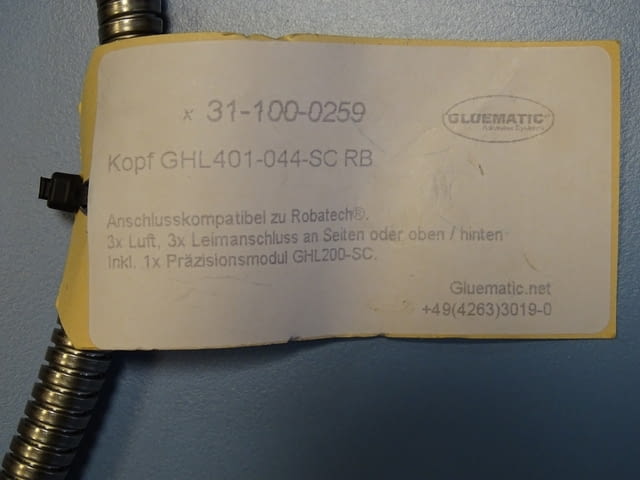 x 31-100-0259
GLUEMATIC®
Kopf GHL401-044-SC RB
Anschlusskompatibel zu Robatech®.
3x Luft, 3x Leimanschluss an Seiten oder oben / hinten
Inkl. 1x Präzisionsmodul GHL200-SC.
Gluematic.net
+49(4263)3019-0